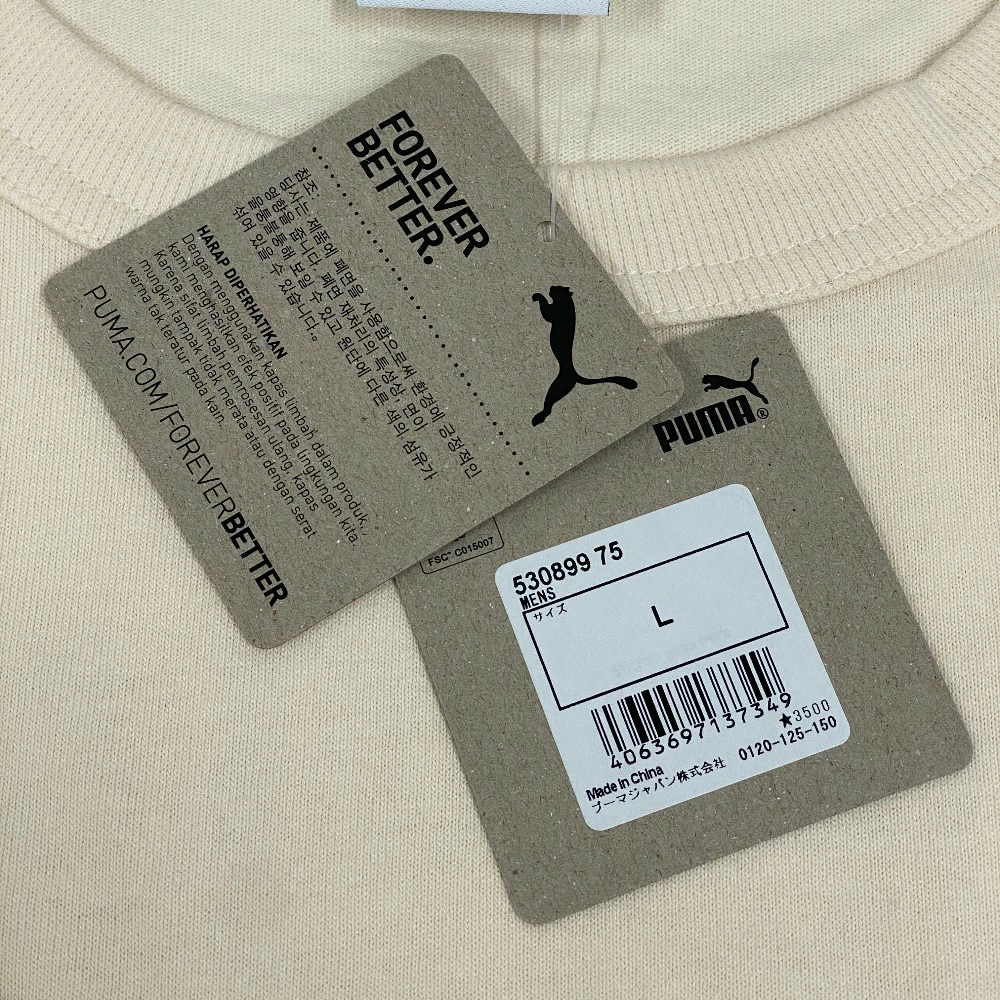 FOREVER
BETTER.
참조:
당사는 제품에 폐면을 사용함으로써 환경에 긍정적인
영향을 줍니다. 폐면 재처리의 특성상, 면이
올 통해 보일 수 있고 원단에 다른 색의 섬유가
섞여 있을 수 있습니다.
HARAP DIPERHATIKAN
Dengan menggunakan kapas limbah dalam produk,
kami menghasilkan efek positif pada lingkungan kita.
Karena sifat limbah pemrosesan ulang, kapas
mungkin tampak tidak merata atau dengan serat
warna tak teratur pada kain.
PUMA.COM/FOREVERBETTER
PUMA®
FSC™ C015007
530899 75
MENS
サイズ
L
4063697137349
★3500
Made in China
プーマジャパン株式会社 0120-125-150